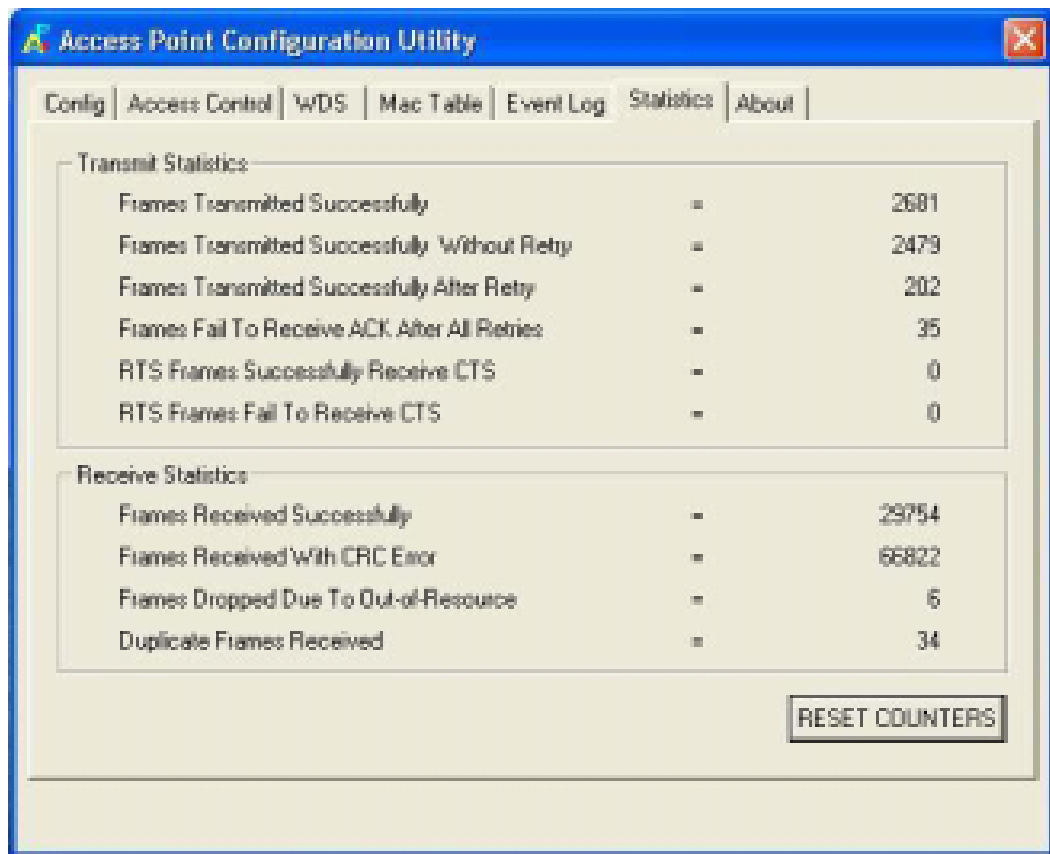 Access Point Configuration Utility
Config Access Control WDS Mac Table Event Log Statistics About
Transmit Statistics
Frames Transmitted Successfully = 2681
Frames Transmitted Successfully Without Retry = 2479
Frames Transmitted Successfully After Retry = 202
Frames Fail To Receive ACK After All Retries = 35
RTS Frames Successfully Receive CTS = 0
RTS Frames Fail To Receive CTS = 0
Receive Statistics
Frames Received Successfully = 29754
Frames Received With CRC Error = 66822
Frames Dropped Due To Out-of-Resource = 6
Duplicate Frames Received = 34
RESET COUNTERS